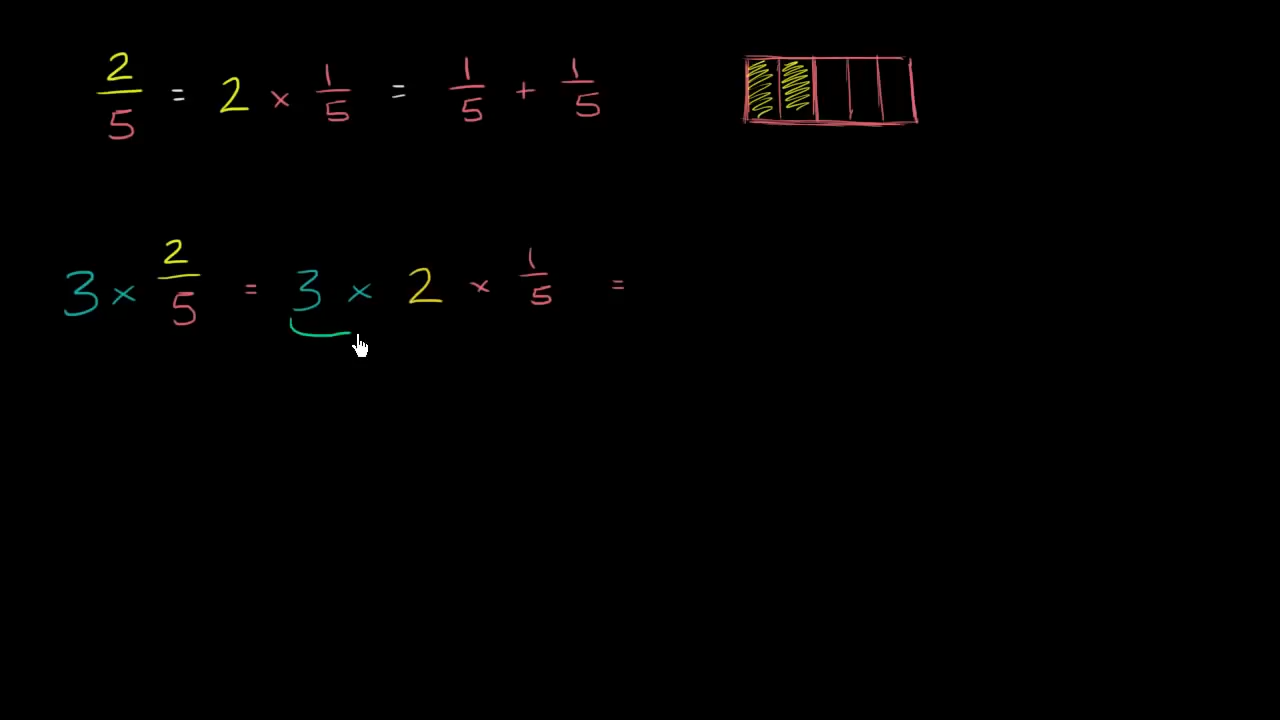 2/5 = 2 × 1/5 = 1/5 + 1/5
3 × 2/5 = 3 × 2 × 1/5 =